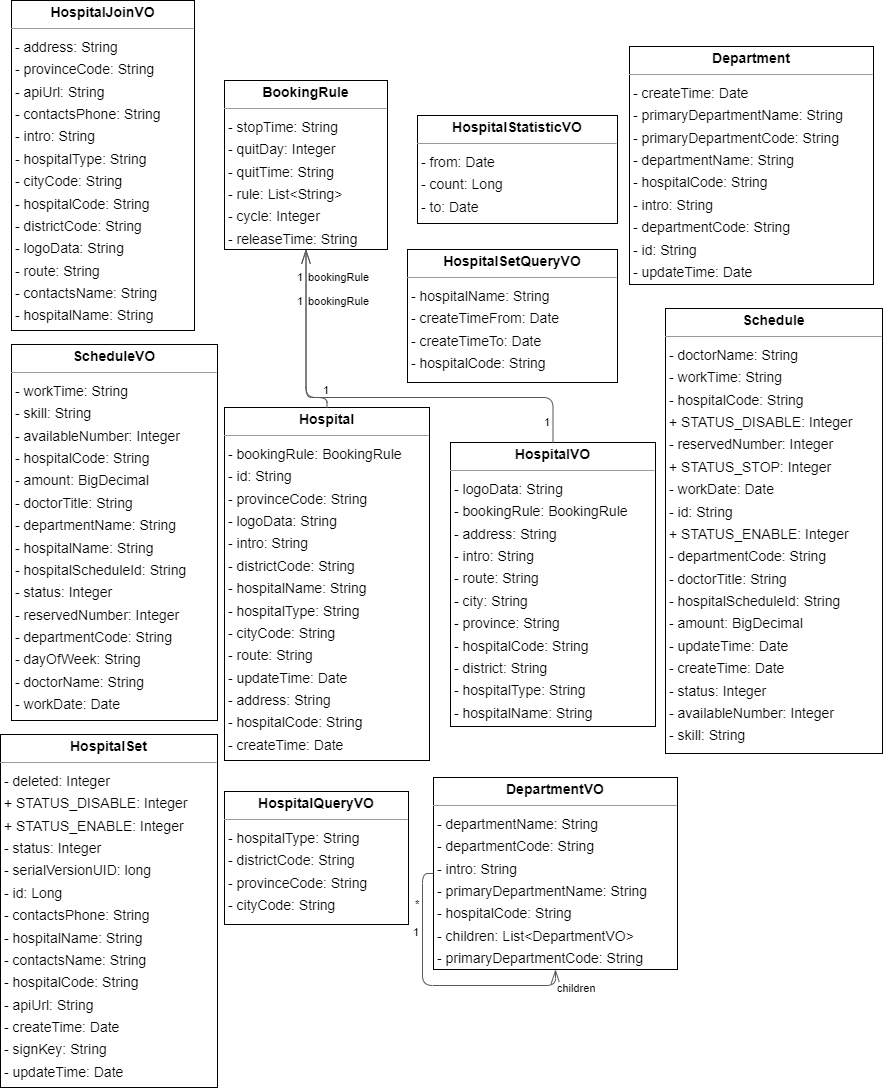 HospitalJoinVO
- address: String
- provinceCode: String
- apiUrl: String
- contactsPhone: String
- intro: String
- hospitalType: String
- cityCode: String
- hospitalCode: String
- districtCode: String
- logoData: String
- route: String
- contactsName: String
- hospitalName: String
BookingRule
- stopTime: String
- quitDay: Integer
- quitTime: String
- rule: List<String>
- cycle: Integer
- releaseTime: String
HospitalStatisticVO
- from: Date
- count: Long
- to: Date
Department
- createTime: Date
- primaryDepartmentName: String
- primaryDepartmentCode: String
- departmentName: String
- hospitalCode: String
- intro: String
- departmentCode: String
- id: String
- updateTime: Date
HospitalSetQueryVO
- hospitalName: String
- createTimeFrom: Date
- createTimeTo: Date
- hospitalCode: String
1 bookingRule
1 bookingRule
1
1
ScheduleVO
- workTime: String
- skill: String
- availableNumber: Integer
- hospitalCode: String
- amount: BigDecimal
- doctorTitle: String
- departmentName: String
- hospitalName: String
- hospitalScheduleId: String
- status: Integer
- reservedNumber: Integer
- departmentCode: String
- dayOfWeek: String
- doctorName: String
- workDate: Date
Hospital
- bookingRule: BookingRule
- id: String
- provinceCode: String
- logoData: String
- intro: String
- districtCode: String
- hospitalName: String
- hospitalType: String
- cityCode: String
- route: String
- updateTime: Date
- address: String
- hospitalCode: String
- createTime: Date
HospitalVO
- logoData: String
- bookingRule: BookingRule
- address: String
- intro: String
- route: String
- city: String
- province: String
- hospitalCode: String
- district: String
- hospitalType: String
- hospitalName: String
Schedule
- doctorName: String
- workTime: String
- hospitalCode: String
+ STATUS_DISABLE: Integer
- reservedNumber: Integer
+ STATUS_STOP: Integer
- workDate: Date
- id: String
+ STATUS_ENABLE: Integer
- departmentCode: String
- doctorTitle: String
- hospitalScheduleId: String
- amount: BigDecimal
- updateTime: Date
- createTime: Date
- status: Integer
- availableNumber: Integer
- skill: String
HospitalSet
- deleted: Integer
+ STATUS_DISABLE: Integer
+ STATUS_ENABLE: Integer
- status: Integer
- serialVersionUID: long
- id: Long
- contactsPhone: String
- hospitalName: String
- contactsName: String
- hospitalCode: String
- apiUrl: String
- createTime: Date
- signKey: String
- updateTime: Date
HospitalQueryVO
- hospitalType: String
- districtCode: String
- provinceCode: String
- cityCode: String
DepartmentVO
- departmentName: String
- departmentCode: String
- intro: String
- primaryDepartmentName: String
- hospitalCode: String
- children: List<DepartmentVO>
- primaryDepartmentCode: String
*
1
children